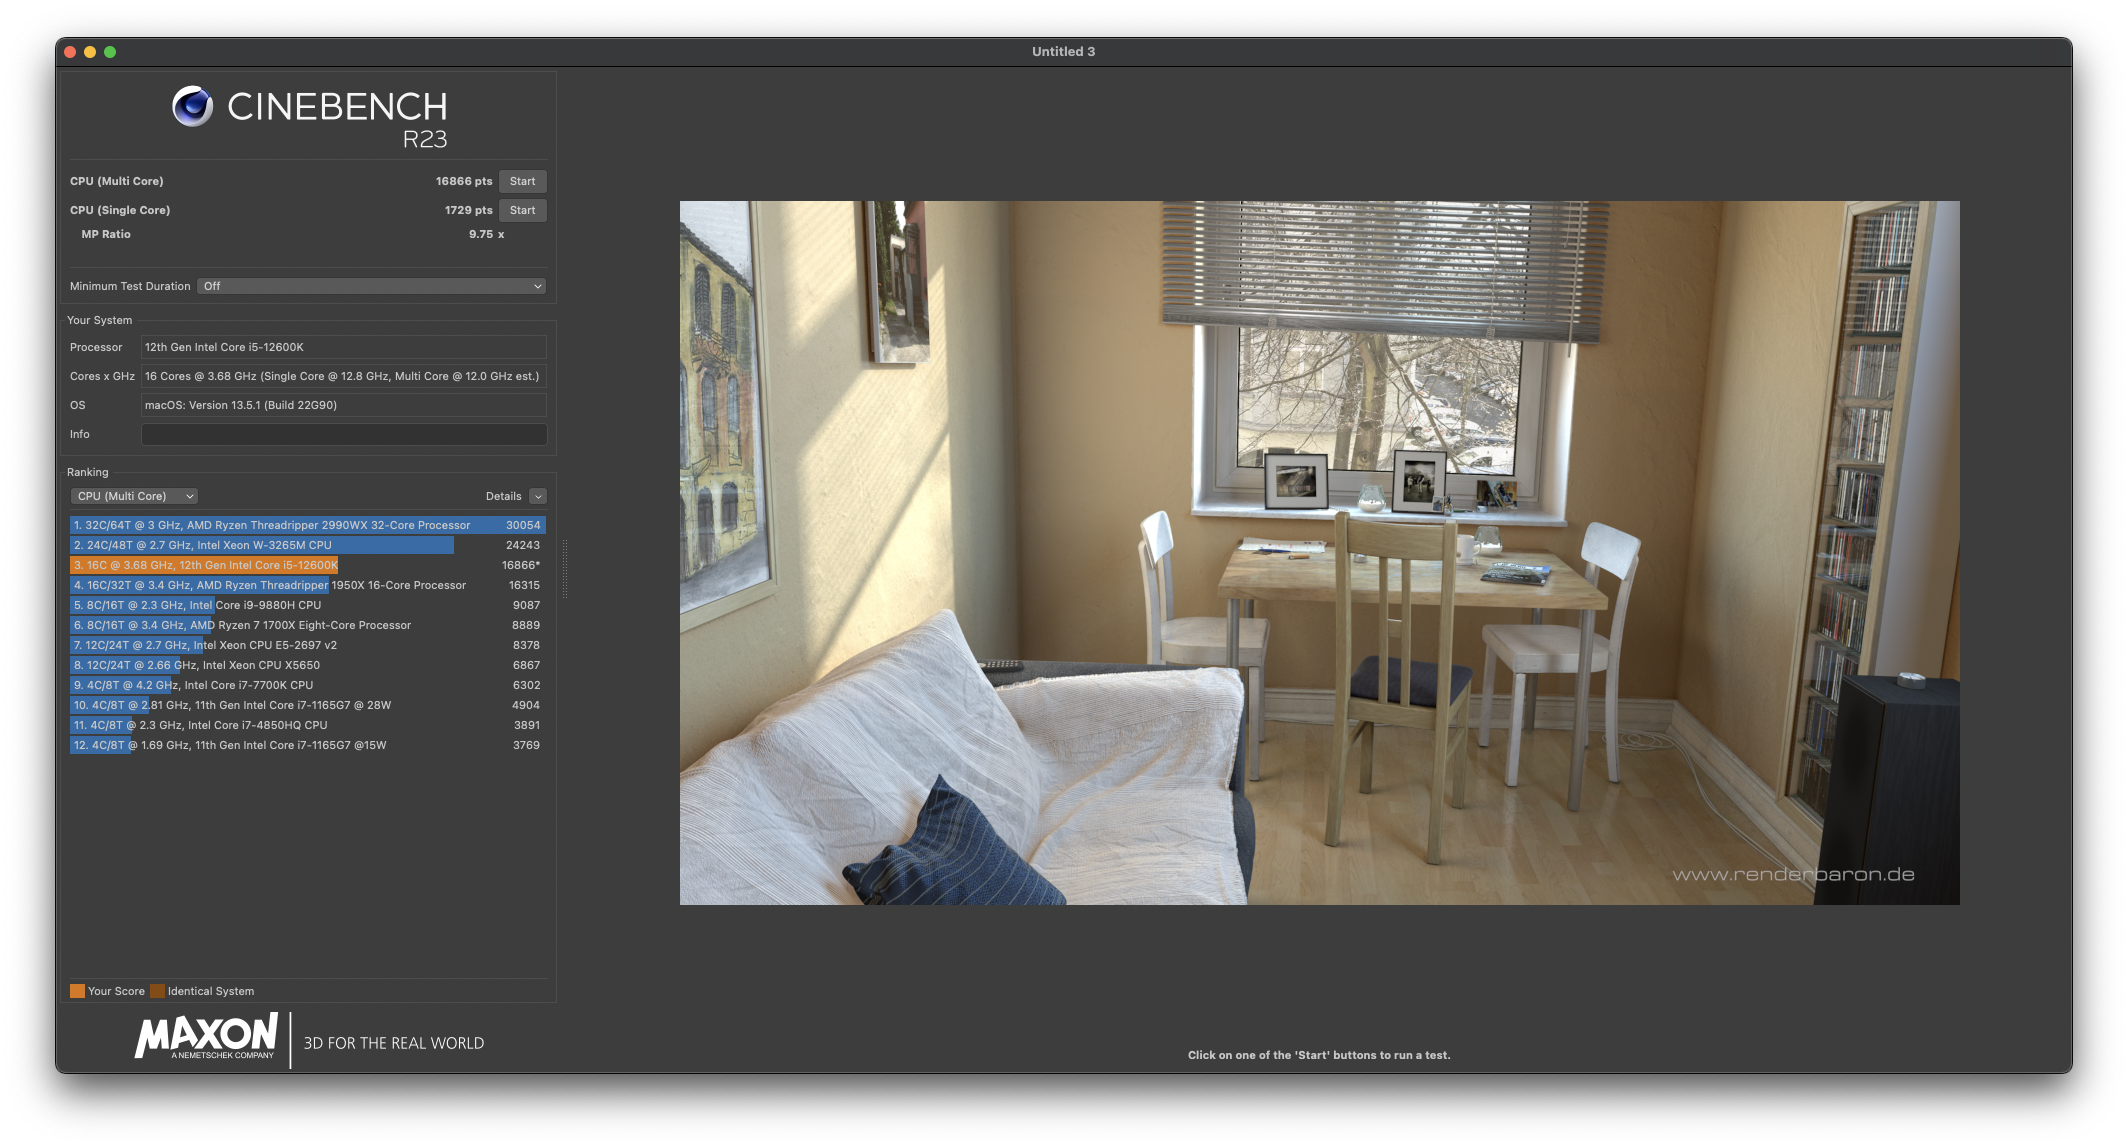 Untitled 3
CINEBENCH
R23
CPU (Multi Core) 16866 pts Start
CPU (Single Core) 1729 pts Start
MP Ratio 9.75 x
Minimum Test Duration Off
Your System
Processor 12th Gen Intel Core i5-12600K
Cores x GHz 16 Cores @ 3.68 GHz (Single Core @ 12.8 GHz, Multi Core @ 12.0 GHz est.)
OS macOS: Version 13.5.1 (Build 22G90)
Info
Ranking
CPU (Multi Core) Details
1. 32C/64T @ 3 GHz, AMD Ryzen Threadripper 2990WX 32-Core Processor 30054
2. 24C/48T @ 2.7 GHz, Intel Xeon W-3265M CPU 24243
3. 16C @ 3.68 GHz, 12th Gen Intel Core i5-12600K 16866*
4. 16C/32T @ 3.4 GHz, AMD Ryzen Threadripper 1950X 16-Core Processor 16315
5. 8C/16T @ 2.3 GHz, Intel Core i9-9880H CPU 9087
6. 8C/16T @ 3.4 GHz, AMD Ryzen 7 1700X Eight-Core Processor 8889
7. 12C/24T @ 2.7 GHz, Intel Xeon CPU E5-2697 v2 8378
8. 12C/24T @ 2.66 GHz, Intel Xeon CPU X5650 6867
9. 4C/8T @ 4.2 GHz, Intel Core i7-7700K CPU 6302
10. 4C/8T @ 2.81 GHz, 11th Gen Intel Core i7-1165G7 @ 28W 4904
11. 4C/8T @ 2.3 GHz, Intel Core i7-4850HQ CPU 3891
12. 4C/8T @ 1.69 GHz, 11th Gen Intel Core i7-1165G7 @15W 3769
Your Score Identical System
MAXON
A NEMETSCHEK COMPANY
3D FOR THE REAL WORLD
www.renderbaron.de
Click on one of the 'Start' buttons to run a test.